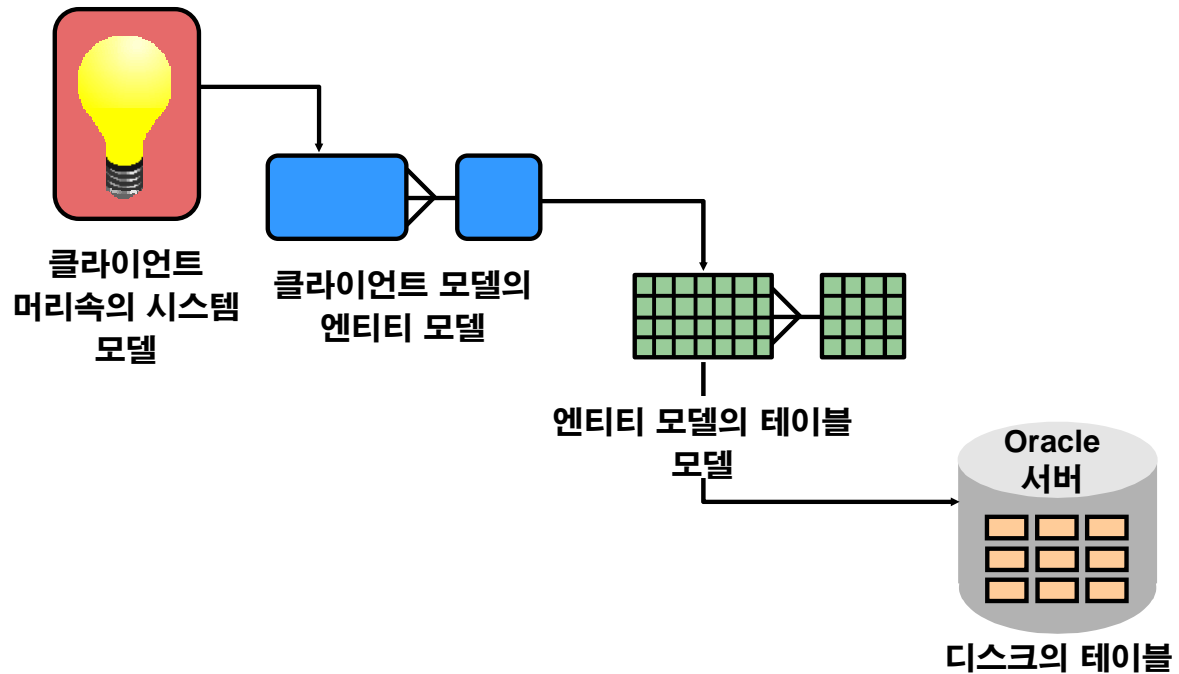 클라이언트
머리속의 시스템
모델
클라이언트 모델의
엔티티 모델
엔티티 모델의 테이블
모델
Oracle
서버
디스크의 테이블